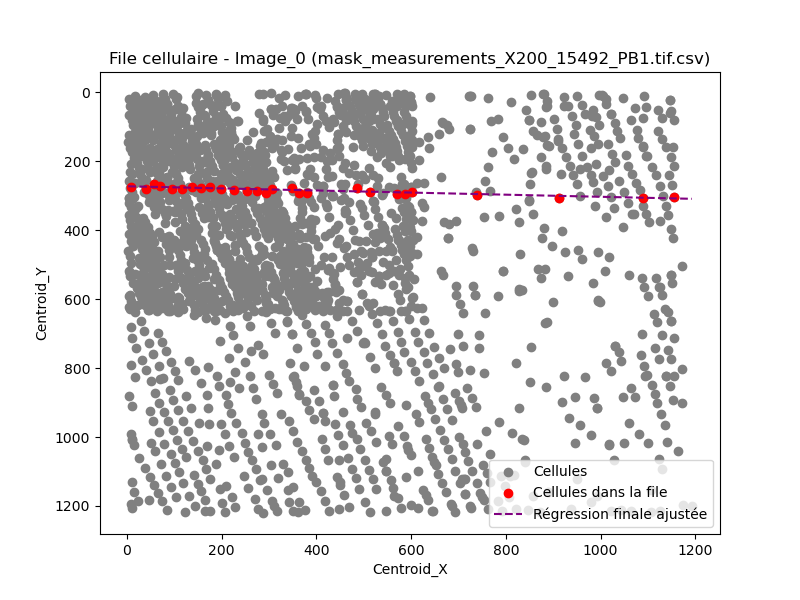 File cellulaire - Image_0 (mask_measurements_X200_15492_PB1.tif.csv)
0
200
400
600
800
1000
1200
Centroid_Y
Cellules
Cellules dans la file
Régression finale ajustée
0
200
400
600
800
1000
1200
Centroid_X